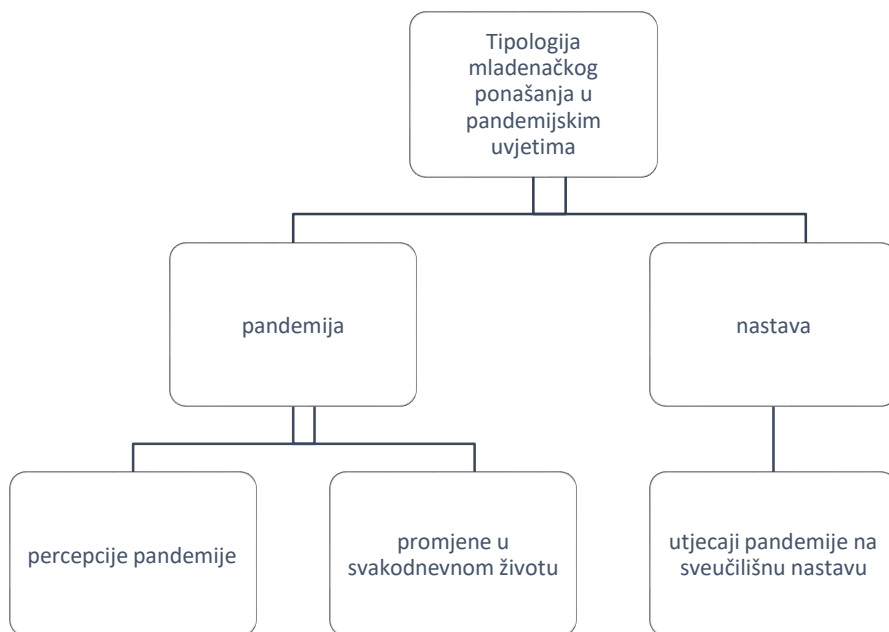 Tipologija
mladenačkog
ponašanja u
pandemijskim
uvjetima
pandemija
nastava
percepcije pandemije
promjene u
svakodnevnom životu
utjecaji pandemije na
sveučilišnu nastavu